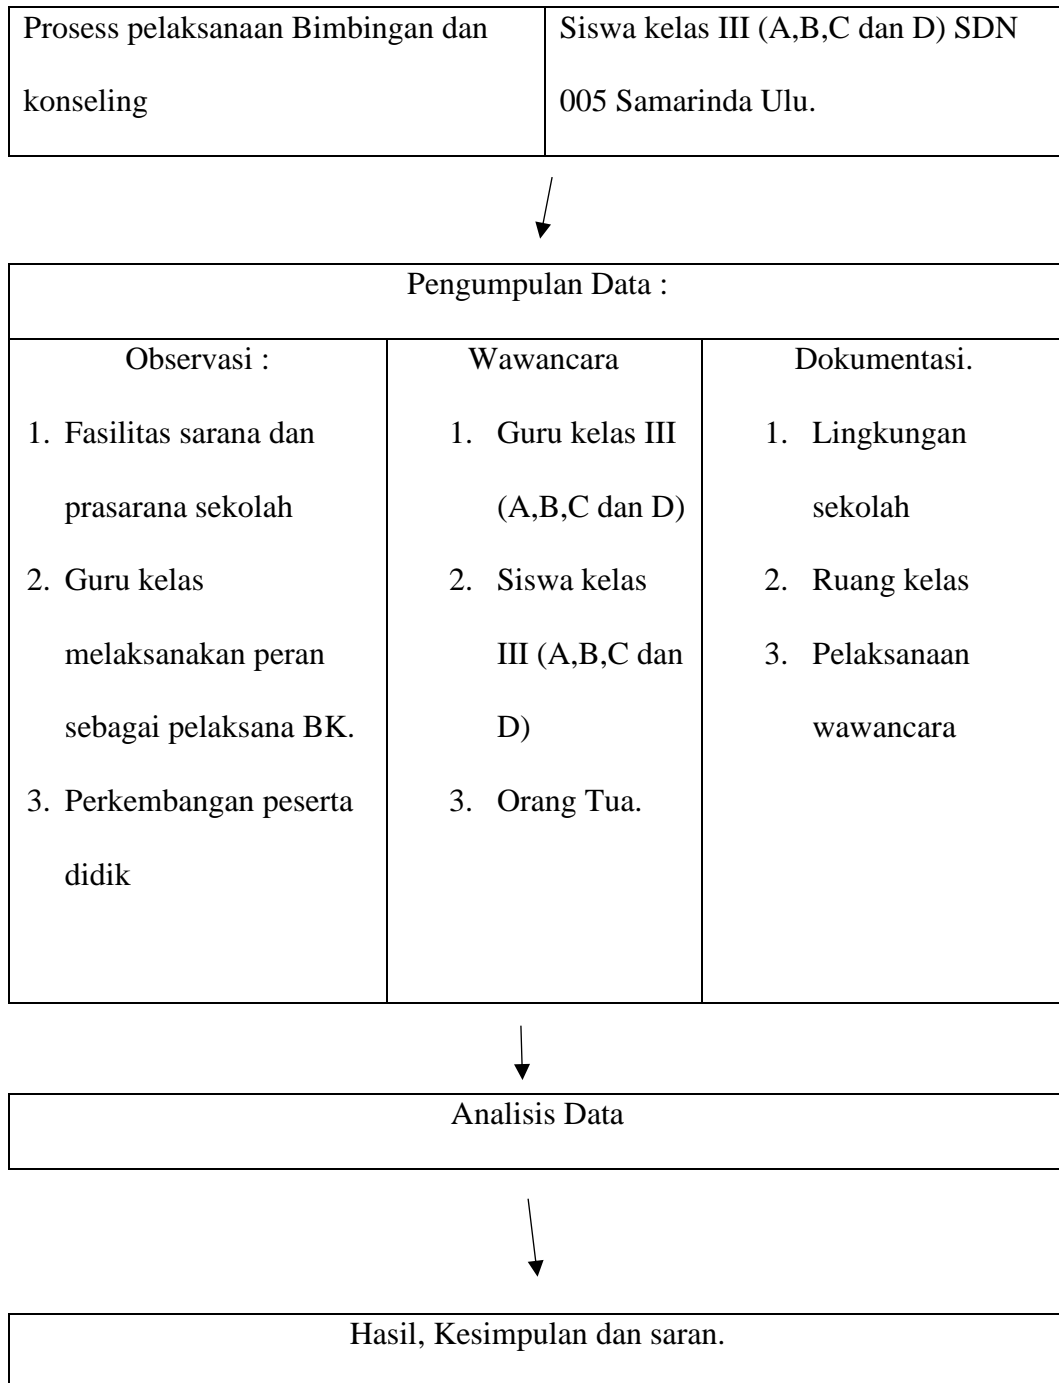 Prosess pelaksanaan Bimbingan dan
konseling
Siswa kelas III (A,B,C dan D) SDN
005 Samarinda Ulu.
Pengumpulan Data :
Observasi :
1. Fasilitas sarana dan
prasarana sekolah
2. Guru kelas
melaksanakan peran
sebagai pelaksana BK.
3. Perkembangan peserta
didik
Wawancara
1. Guru kelas III
(A,B,C dan D)
2. Siswa kelas
III (A,B,C dan
D)
3. Orang Tua.
Dokumentasi.
1. Lingkungan
sekolah
2. Ruang kelas
3. Pelaksanaan
wawancara
Analisis Data
Hasil, Kesimpulan dan saran.